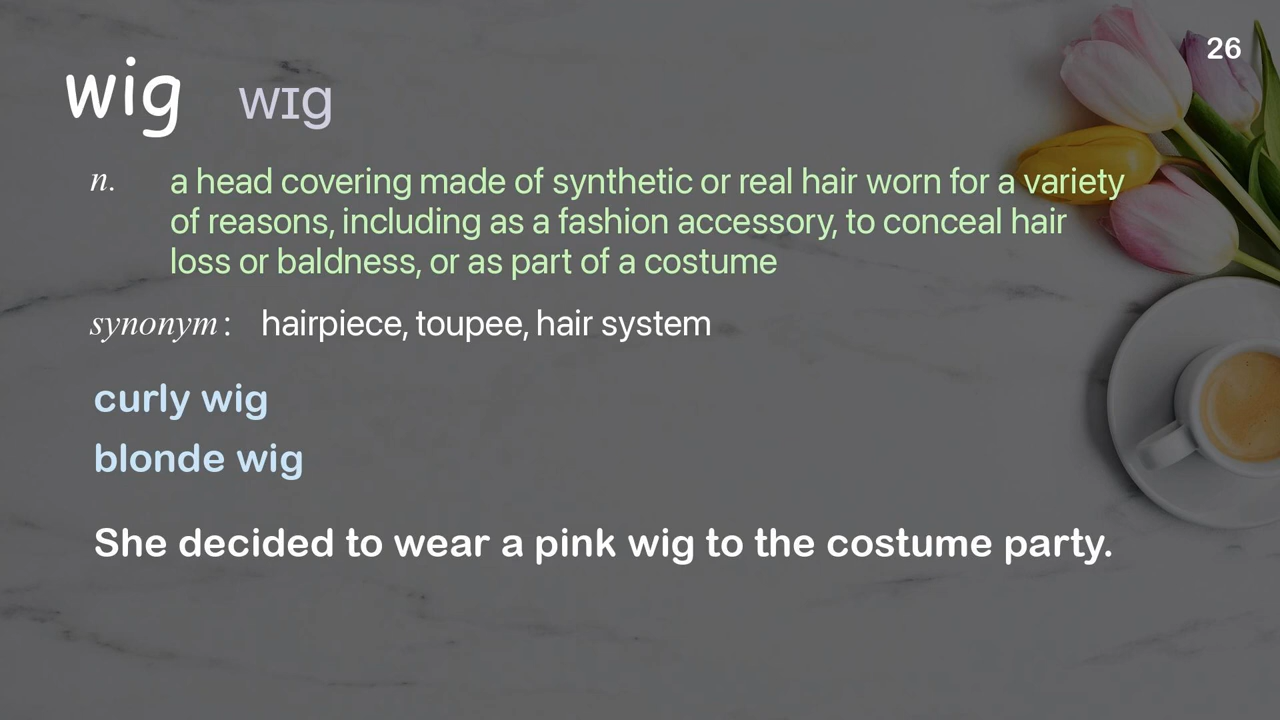 26
wig wɪg
n. a head covering made of synthetic or real hair worn for a variety
of reasons, including as a fashion accessory, to conceal hair
loss or baldness, or as part of a costume
synonym: hairpiece, toupee, hair system
curly wig
blonde wig
She decided to wear a pink wig to the costume party.